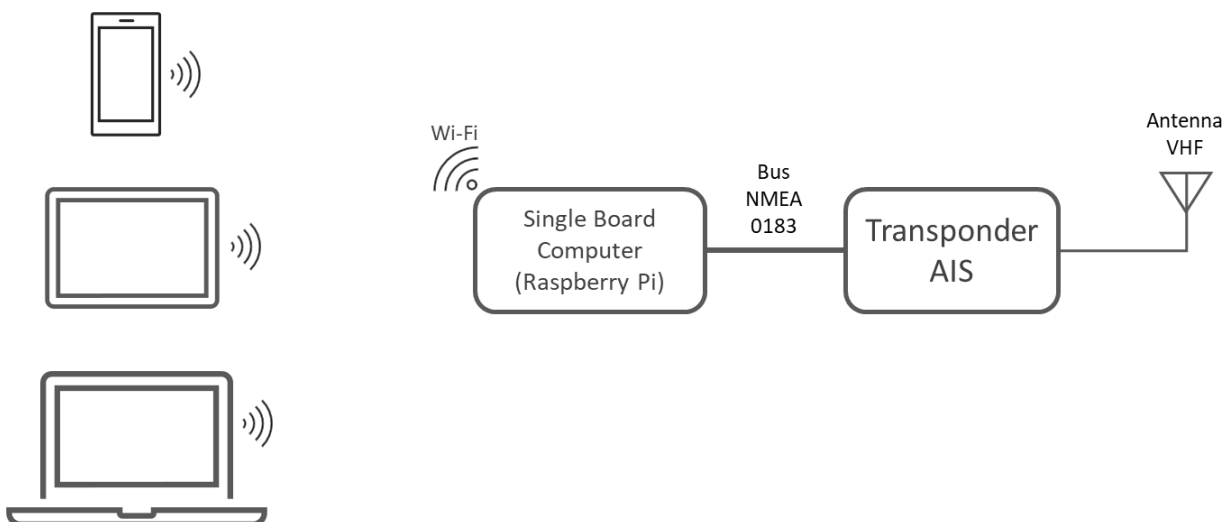 Wi-Fi
Single Board
Computer
(Raspberry Pi)
Bus
NMEA
0183
Transponder
AIS
Antenna
VHF